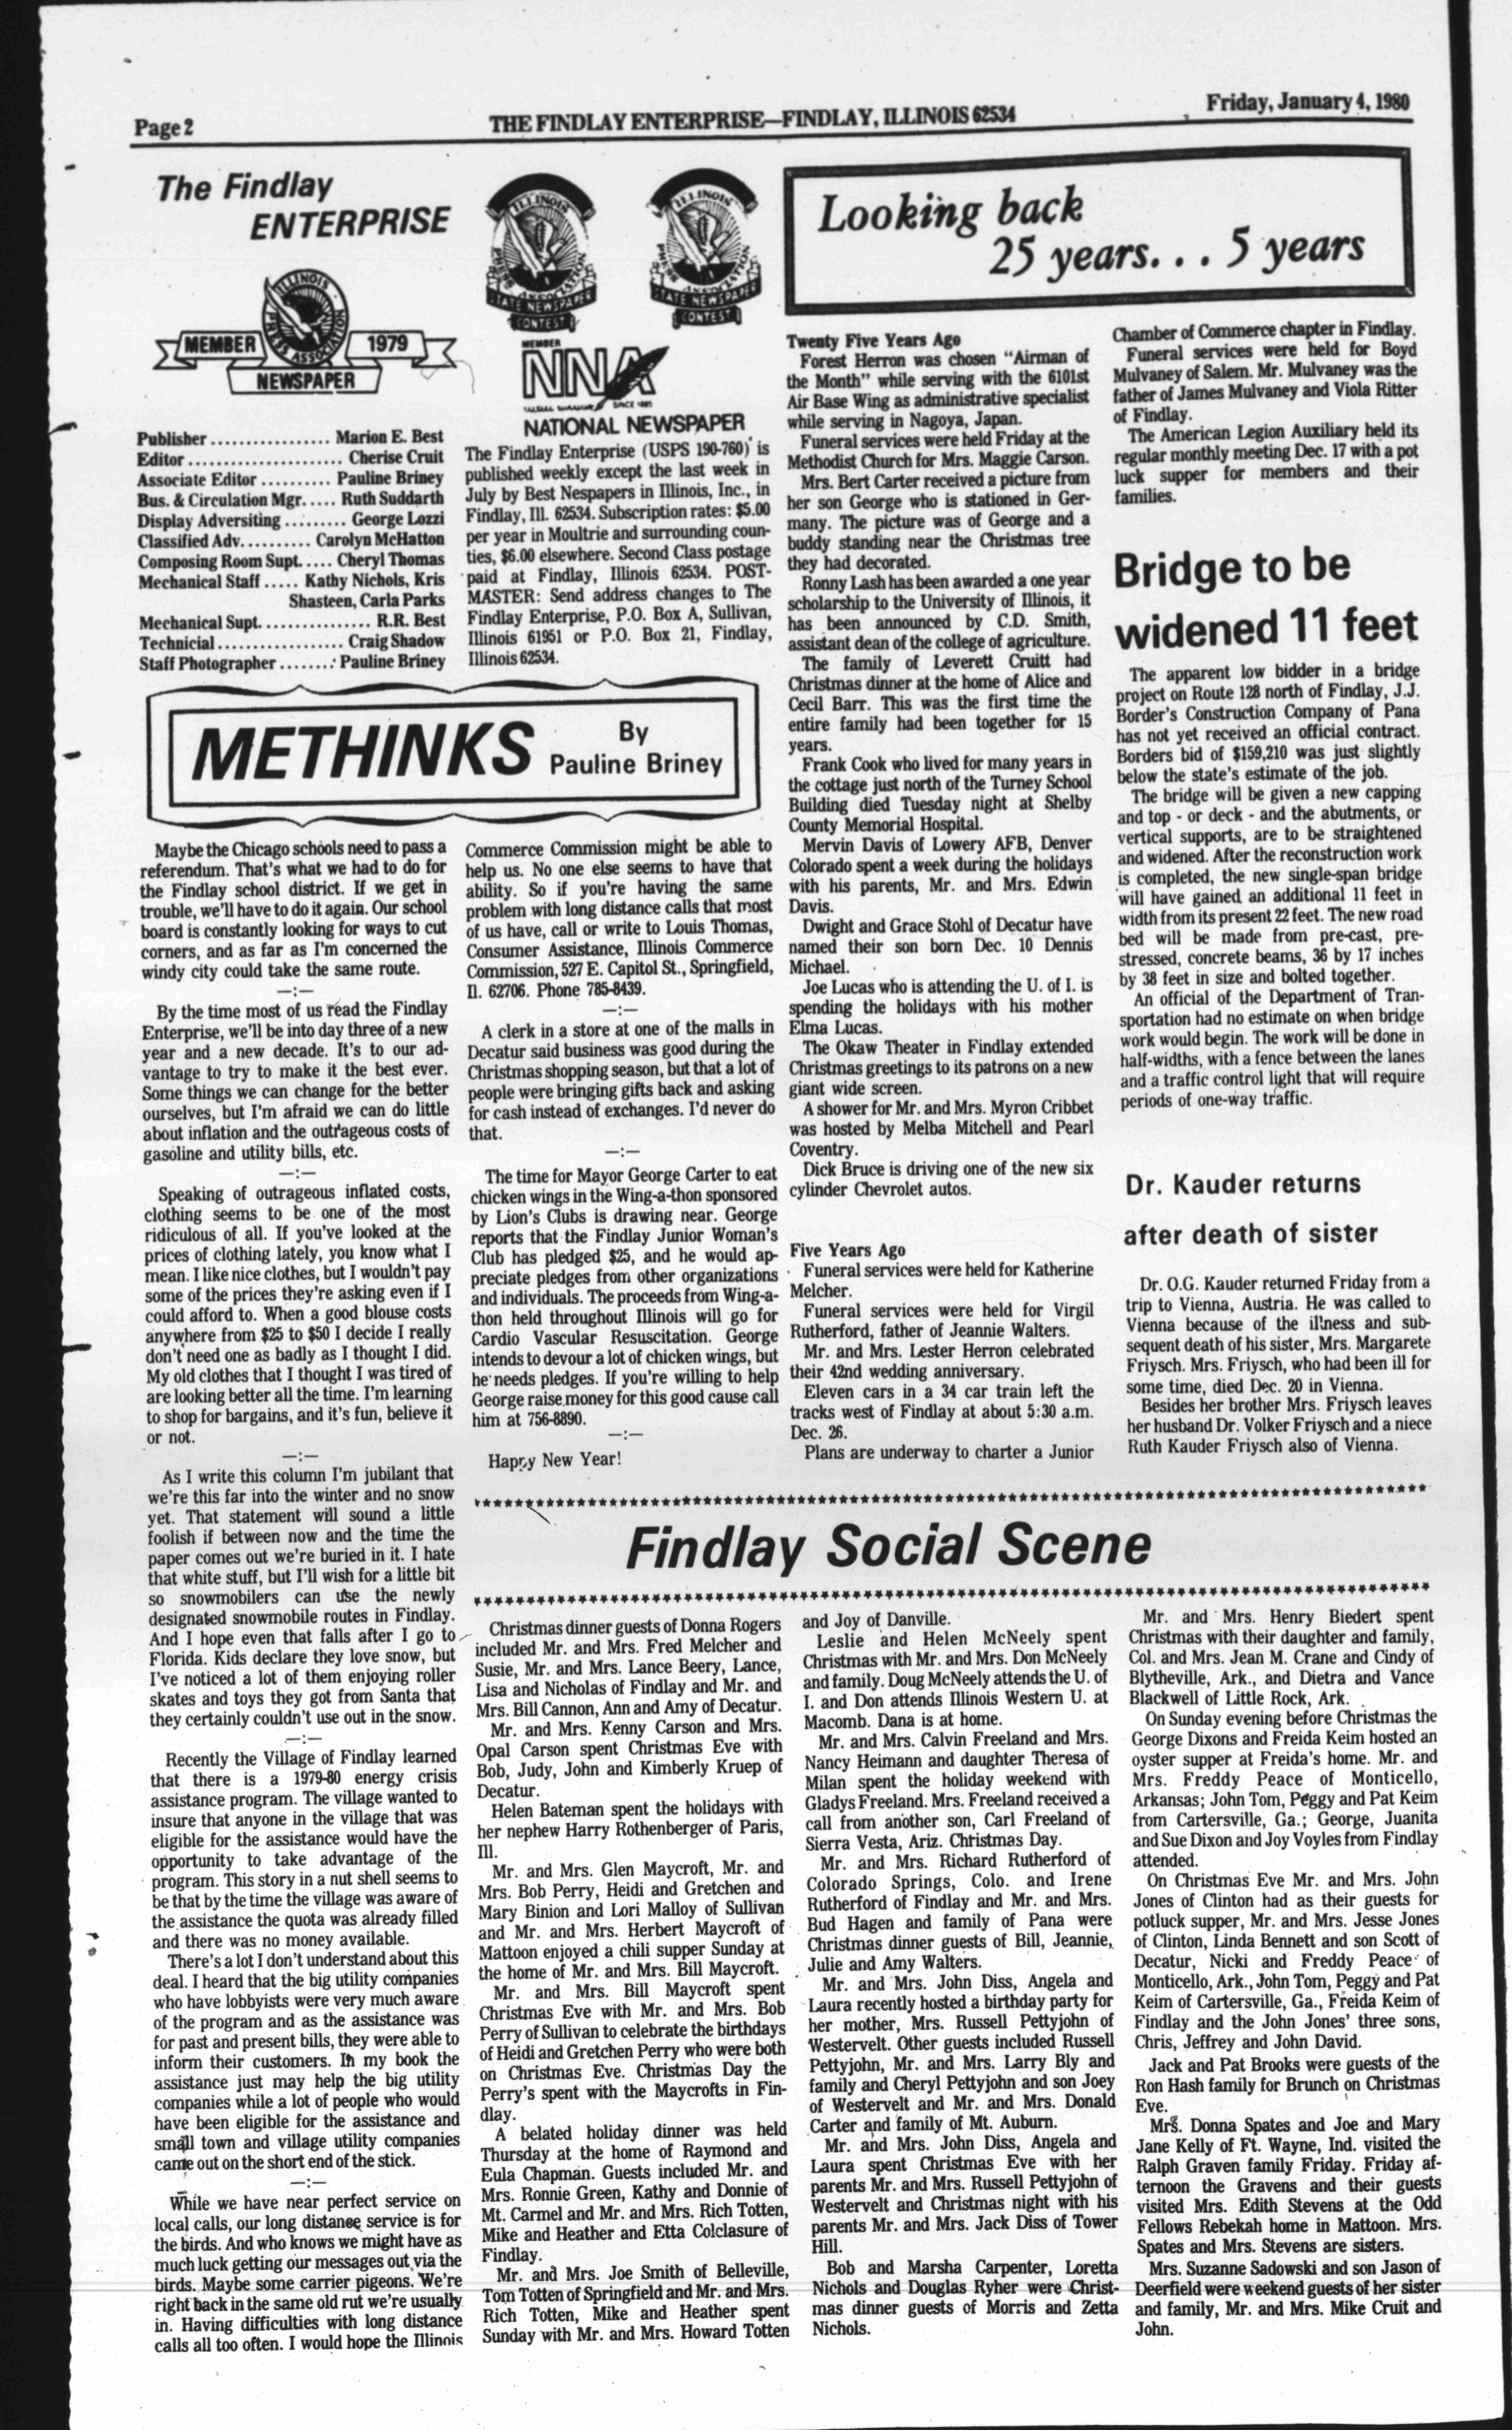 Page 2
THE FINDLAY ENTERPRISE—FINDLAY, ILLINOIS 62534
Friday, January 4, 1980
The Findlay
ENTERPRISE
ILLINOIS
PRESS ASSOCIATION
MEMBER
1979
NEWSPAPER
ILLINOIS
PRESS ASSOCIATION
STATE NEWSPAPER
CONTEST
ILLINOIS
PRESS ASSOCIATION
STATE NEWSPAPER
CONTEST
MEMBER
NNA
SINCE 1885
NATIONAL NEWSPAPER
Publisher ................ Marion E. Best
Editor ..................... Cherise Cruit
Associate Editor .......... Pauline Briney
Bus. & Circulation Mgr. .... Ruth Suddarth
Display Adversiting ......... George Lozzi
Classified Adv. ......... Carolyn McHatton
Composing Room Supt. .... Cheryl Thomas
Mechanical Staff ..... Kathy Nichols, Kris
Shasteen, Carla Parks
Mechanical Supt. .............. R.R. Best
Technicial ................. Craig Shadow
Staff Photographer ........ Pauline Briney
The Findlay Enterprise (USPS 190-760) is
published weekly except the last week in
July by Best Nespapers in Illinois, Inc., in
Findlay, Ill. 62534. Subscription rates: $5.00
per year in Moultrie and surrounding coun-
ties, $6.00 elsewhere. Second Class postage
paid at Findlay, Illinois 62534. POST-
MASTER: Send address changes to The
Findlay Enterprise, P.O. Box A, Sullivan,
Illinois 61951 or P.O. Box 21, Findlay,
Illinois 62534.
METHINKS
By
Pauline Briney
Maybe the Chicago schools need to pass a
referendum. That's what we had to do for
the Findlay school district. If we get in
trouble, we'll have to do it again. Our school
board is constantly looking for ways to cut
corners, and as far as I'm concerned the
windy city could take the same route.
—:—
By the time most of us read the Findlay
Enterprise, we'll be into day three of a new
year and a new decade. It's to our ad-
vantage to try to make it the best ever.
Some things we can change for the better
ourselves, but I'm afraid we can do little
about inflation and the outrageous costs of
gasoline and utility bills, etc.
—:—
Speaking of outrageous inflated costs,
clothing seems to be one of the most
ridiculous of all. If you've looked at the
prices of clothing lately, you know what I
mean. I like nice clothes, but I wouldn't pay
some of the prices they're asking even if I
could afford to. When a good blouse costs
anywhere from $25 to $50 I decide I really
don't need one as badly as I thought I did.
My old clothes that I thought I was tired of
are looking better all the time. I'm learning
to shop for bargains, and it's fun, believe it
or not.
—:—
As I write this column I'm jubilant that
we're this far into the winter and no snow
yet. That statement will sound a little
foolish if between now and the time the
paper comes out we're buried in it. I hate
that white stuff, but I'll wish for a little bit
so snowmobilers can use the newly
designated snowmobile routes in Findlay.
And I hope even that falls after I go to
Florida. Kids declare they love snow, but
I've noticed a lot of them enjoying roller
skates and toys they got from Santa that
they certainly couldn't use out in the snow.
—:—
Recently the Village of Findlay learned
that there is a 1979-80 energy crisis
assistance program. The village wanted to
insure that anyone in the village that was
eligible for the assistance would have the
opportunity to take advantage of the
program. This story in a nut shell seems to
be that by the time the village was aware of
the assistance the quota was already filled
and there was no money available.
There's a lot I don't understand about this
deal. I heard that the big utility companies
who have lobbyists were very much aware
of the program and as the assistance was
for past and present bills, they were able to
inform their customers. In my book the
assistance just may help the big utility
companies while a lot of people who would
have been eligible for the assistance and
small town and village utility companies
came out on the short end of the stick.
—:—
While we have near perfect service on
local calls, our long distance service is for
the birds. And who knows we might have as
much luck getting our messages out via the
birds. Maybe some carrier pigeons. We're
right back in the same old rut we're usually
in. Having difficulties with long distance
calls all too often. I would hope the Illinois
Commerce Commission might be able to
help us. No one else seems to have that
ability. So if you're having the same
problem with long distance calls that most
of us have, call or write to Louis Thomas,
Consumer Assistance, Illinois Commerce
Commission, 527 E. Capitol St., Springfield,
Il. 62706. Phone 785-8439.
—:—
A clerk in a store at one of the malls in
Decatur said business was good during the
Christmas shopping season, but that a lot of
people were bringing gifts back and asking
for cash instead of exchanges. I'd never do
that.
—:—
The time for Mayor George Carter to eat
chicken wings in the Wing-a-thon sponsored
by Lion's Clubs is drawing near. George
reports that the Findlay Junior Woman's
Club has pledged $25, and he would ap-
preciate pledges from other organizations
and individuals. The proceeds from Wing-a-
thon held throughout Illinois will go for
Cardio Vascular Resuscitation. George
intends to devour a lot of chicken wings, but
he needs pledges. If you're willing to help
George raise money for this good cause call
him at 756-8890.
—:—
Happy New Year!
Looking back
25 years. . . 5 years
Twenty Five Years Ago
Forest Herron was chosen "Airman of
the Month" while serving with the 6101st
Air Base Wing as administrative specialist
while serving in Nagoya, Japan.
Funeral services were held Friday at the
Methodist Church for Mrs. Maggie Carson.
Mrs. Bert Carter received a picture from
her son George who is stationed in Ger-
many. The picture was of George and a
buddy standing near the Christmas tree
they had decorated.
Ronny Lash has been awarded a one year
scholarship to the University of Illinois, it
has been announced by C.D. Smith,
assistant dean of the college of agriculture.
The family of Leverett Cruitt had
Christmas dinner at the home of Alice and
Cecil Barr. This was the first time the
entire family had been together for 15
years.
Frank Cook who lived for many years in
the cottage just north of the Turney School
Building died Tuesday night at Shelby
County Memorial Hospital.
Mervin Davis of Lowery AFB, Denver
Colorado spent a week during the holidays
with his parents, Mr. and Mrs. Edwin
Davis.
Dwight and Grace Stohl of Decatur have
named their son born Dec. 10 Dennis
Michael.
Joe Lucas who is attending the U. of I. is
spending the holidays with his mother
Elma Lucas.
The Okaw Theater in Findlay extended
Christmas greetings to its patrons on a new
giant wide screen.
A shower for Mr. and Mrs. Myron Cribbet
was hosted by Melba Mitchell and Pearl
Coventry.
Dick Bruce is driving one of the new six
cylinder Chevrolet autos.
Five Years Ago
Funeral services were held for Katherine
Melcher.
Funeral services were held for Virgil
Rutherford, father of Jeannie Walters.
Mr. and Mrs. Lester Herron celebrated
their 42nd wedding anniversary.
Eleven cars in a 34 car train left the
tracks west of Findlay at about 5:30 a.m.
Dec. 26.
Plans are underway to charter a Junior
Chamber of Commerce chapter in Findlay.
Funeral services were held for Boyd
Mulvaney of Salem. Mr. Mulvaney was the
father of James Mulvaney and Viola Ritter
of Findlay.
The American Legion Auxiliary held its
regular monthly meeting Dec. 17 with a pot
luck supper for members and their
families.
Bridge to be
widened 11 feet
The apparent low bidder in a bridge
project on Route 128 north of Findlay, J.J.
Border's Construction Company of Pana
has not yet received an official contract.
Borders bid of $159,210 was just slightly
below the state's estimate of the job.
The bridge will be given a new capping
and top - or deck - and the abutments, or
vertical supports, are to be straightened
and widened. After the reconstruction work
is completed, the new single-span bridge
will have gained an additional 11 feet in
width from its present 22 feet. The new road
bed will be made from pre-cast, pre-
stressed, concrete beams, 36 by 17 inches
by 38 feet in size and bolted together.
An official of the Department of Tran-
sportation had no estimate on when bridge
work would begin. The work will be done in
half-widths, with a fence between the lanes
and a traffic control light that will require
periods of one-way traffic.
Dr. Kauder returns
after death of sister
Dr. O.G. Kauder returned Friday from a
trip to Vienna, Austria. He was called to
Vienna because of the illness and sub-
sequent death of his sister, Mrs. Margarete
Friysch. Mrs. Friysch, who had been ill for
some time, died Dec. 20 in Vienna.
Besides her brother Mrs. Friysch leaves
her husband Dr. Volker Friysch and a niece
Ruth Kauder Friysch also of Vienna.
Findlay Social Scene
Christmas dinner guests of Donna Rogers
included Mr. and Mrs. Fred Melcher and
Susie, Mr. and Mrs. Lance Beery, Lance,
Lisa and Nicholas of Findlay and Mr. and
Mrs. Bill Cannon, Ann and Amy of Decatur.
Mr. and Mrs. Kenny Carson and Mrs.
Opal Carson spent Christmas Eve with
Bob, Judy, John and Kimberly Kruep of
Decatur.
Helen Bateman spent the holidays with
her nephew Harry Rothenberger of Paris,
Ill.
Mr. and Mrs. Glen Maycroft, Mr. and
Mrs. Bob Perry, Heidi and Gretchen and
Mary Binion and Lori Malloy of Sullivan
and Mr. and Mrs. Herbert Maycroft of
Mattoon enjoyed a chili supper Sunday at
the home of Mr. and Mrs. Bill Maycroft.
Mr. and Mrs. Bill Maycroft spent
Christmas Eve with Mr. and Mrs. Bob
Perry of Sullivan to celebrate the birthdays
of Heidi and Gretchen Perry who were both
on Christmas Eve. Christmas Day the
Perry's spent with the Maycrofts in Fin-
dlay.
A belated holiday dinner was held
Thursday at the home of Raymond and
Eula Chapman. Guests included Mr. and
Mrs. Ronnie Green, Kathy and Donnie of
Mt. Carmel and Mr. and Mrs. Rich Totten,
Mike and Heather and Etta Colclasure of
Findlay.
Mr. and Mrs. Joe Smith of Belleville,
Tom Totten of Springfield and Mr. and Mrs.
Rich Totten, Mike and Heather spent
Sunday with Mr. and Mrs. Howard Totten
and Joy of Danville.
Leslie and Helen McNeely spent
Christmas with Mr. and Mrs. Don McNeely
and family. Doug McNeely attends the U. of
I. and Don attends Illinois Western U. at
Macomb. Dana is at home.
Mr. and Mrs. Calvin Freeland and Mrs.
Nancy Heimann and daughter Theresa of
Milan spent the holiday weekend with
Gladys Freeland. Mrs. Freeland received a
call from another son, Carl Freeland of
Sierra Vesta, Ariz. Christmas Day.
Mr. and Mrs. Richard Rutherford of
Colorado Springs, Colo. and Irene
Rutherford of Findlay and Mr. and Mrs.
Bud Hagen and family of Pana were
Christmas dinner guests of Bill, Jeannie,
Julie and Amy Walters.
Mr. and Mrs. John Diss, Angela and
Laura recently hosted a birthday party for
her mother, Mrs. Russell Pettyjohn of
Westervelt. Other guests included Russell
Pettyjohn, Mr. and Mrs. Larry Bly and
family and Cheryl Pettyjohn and son Joey
of Westervelt and Mr. and Mrs. Donald
Carter and family of Mt. Auburn.
Mr. and Mrs. John Diss, Angela and
Laura spent Christmas Eve with her
parents Mr. and Mrs. Russell Pettyjohn of
Westervelt and Christmas night with his
parents Mr. and Mrs. Jack Diss of Tower
Hill.
Bob and Marsha Carpenter, Loretta
Nichols and Douglas Ryher were Christ-
mas dinner guests of Morris and Zetta
Nichols.
Mr. and Mrs. Henry Biedert spent
Christmas with their daughter and family,
Col. and Mrs. Jean M. Crane and Cindy of
Blytheville, Ark., and Dietra and Vance
Blackwell of Little Rock, Ark.
On Sunday evening before Christmas the
George Dixons and Freida Keim hosted an
oyster supper at Freida's home. Mr. and
Mrs. Freddy Peace of Monticello,
Arkansas; John Tom, Peggy and Pat Keim
from Cartersville, Ga.; George, Juanita
and Sue Dixon and Joy Voyles from Findlay
attended.
On Christmas Eve Mr. and Mrs. John
Jones of Clinton had as their guests for
potluck supper, Mr. and Mrs. Jesse Jones
of Clinton, Linda Bennett and son Scott of
Decatur, Nicki and Freddy Peace of
Monticello, Ark., John Tom, Peggy and Pat
Keim of Cartersville, Ga., Freida Keim of
Findlay and the John Jones' three sons,
Chris, Jeffrey and John David.
Jack and Pat Brooks were guests of the
Ron Hash family for Brunch on Christmas
Eve.
Mrs. Donna Spates and Joe and Mary
Jane Kelly of Ft. Wayne, Ind. visited the
Ralph Graven family Friday. Friday af-
ternoon the Gravens and their guests
visited Mrs. Edith Stevens at the Odd
Fellows Rebekah home in Mattoon. Mrs.
Spates and Mrs. Stevens are sisters.
Mrs. Suzanne Sadowski and son Jason of
Deerfield were weekend guests of her sister
and family, Mr. and Mrs. Mike Cruit and
John.